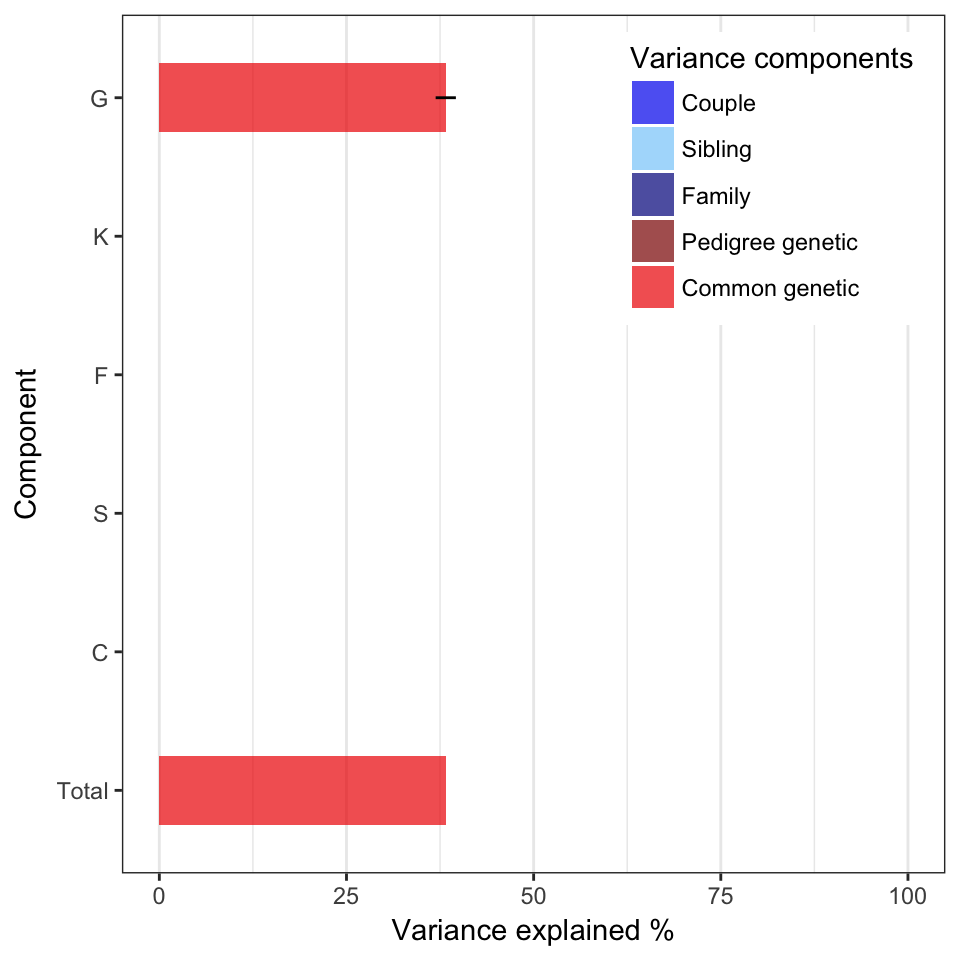 Variance components
Couple
Sibling
Family
Pedigree genetic
Common genetic
Component
G
K
F
S
C
Total
0 25 50 75 100
Variance explained %